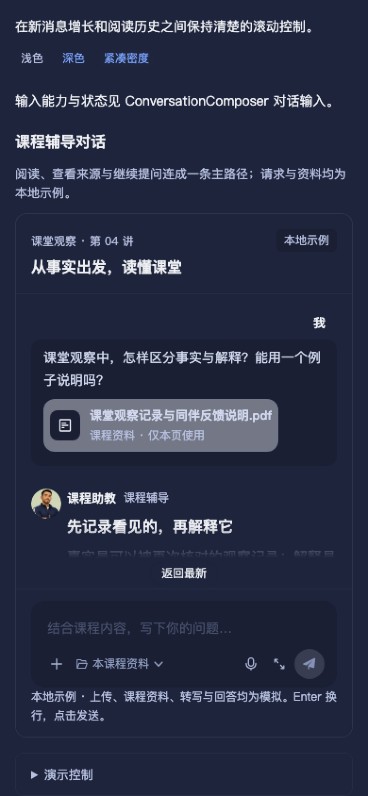 在新消息增长和阅读历史之间保持清楚的滚动控制。
浅色 深色 紧凑密度
输入能力与状态见 ConversationComposer 对话输入。
课程辅导对话
阅读、查看来源与继续提问连成一条主路径；请求与资料均为
本地示例。
课堂观察 · 第 04 讲 本地示例
从事实出发，读懂课堂
我
课堂观察中，怎样区分事实与解释？能用一个例
子说明吗？
课堂观察记录与同伴反馈说明.pdf
课程资料 · 仅本页使用
课程助教 课程辅导
先记录看见的，再解释它
返回最新
结合课程内容，写下你的问题...
本课程资料
本地示例 · 上传、课程资料、转写与回答均为模拟。Enter 换
行，点击发送。
演示控制